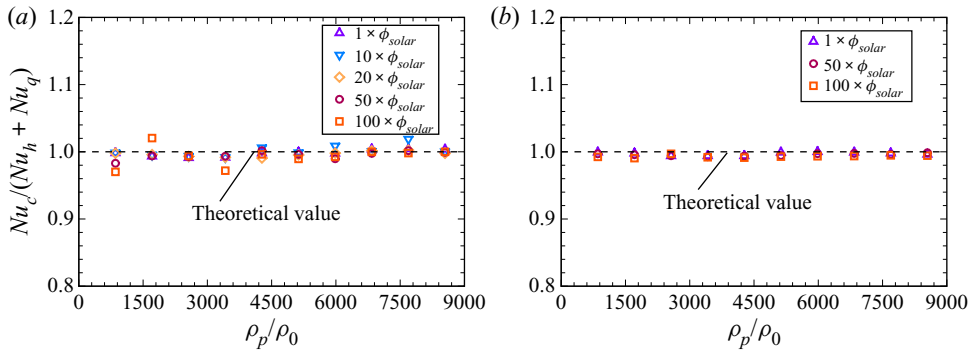 (a)
1.2
1.1
1.0
0.9
0.8
Nu_c/(Nu_h + Nu_q)
1 × ϕ_solar
10 × ϕ_solar
20 × ϕ_solar
50 × ϕ_solar
100 × ϕ_solar
Theoretical value
0 1500 3000 4500 6000 7500 9000
ρ_p/ρ_0
(b)
1.2
1.1
1.0
0.9
0.8
1 × ϕ_solar
50 × ϕ_solar
100 × ϕ_solar
Theoretical value
0 1500 3000 4500 6000 7500 9000
ρ_p/ρ_0